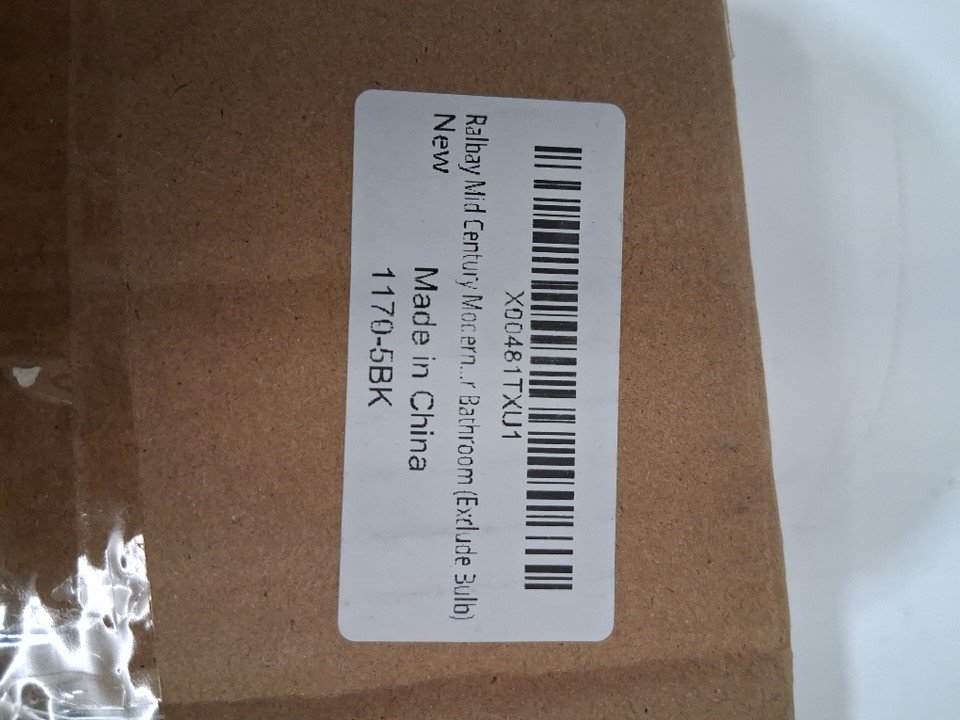 X00481TXU1
Ralbay Mid Century Modern...r Bathroom (Exclude Bulb)
New
Made in China
1170-5BK